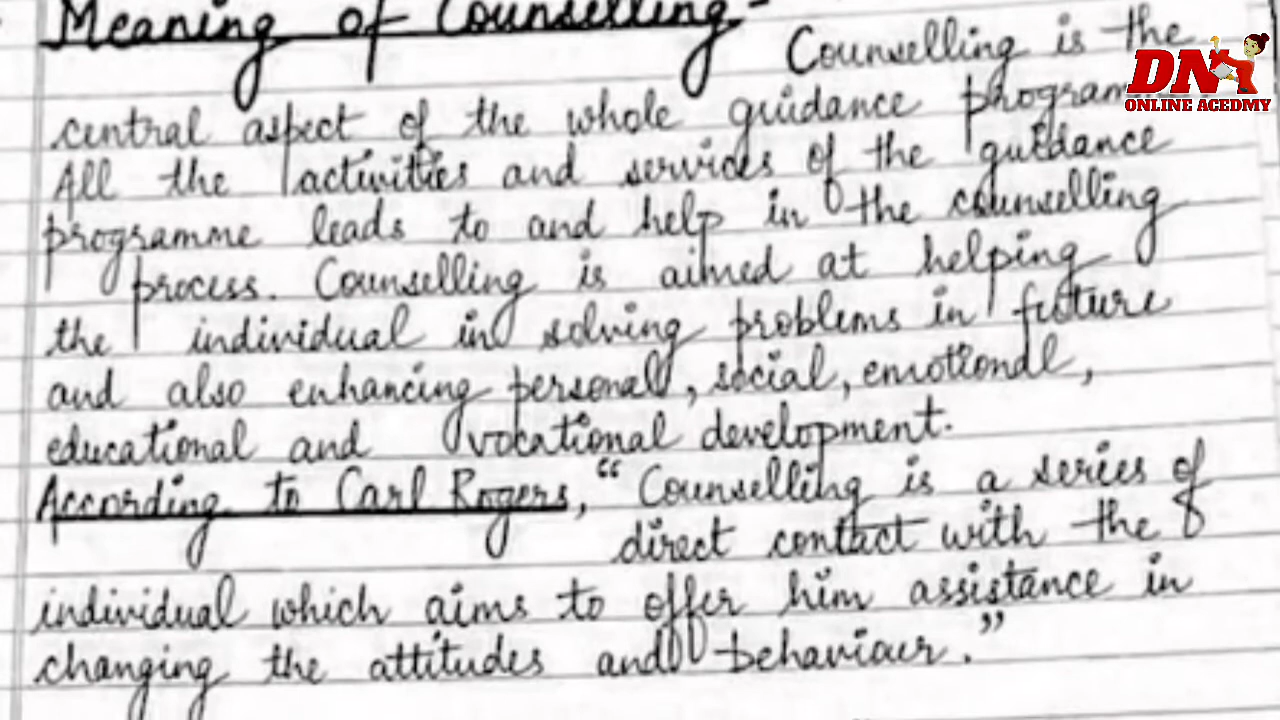 Meaning of Counselling-
Counselling is the
central aspect of the whole guidance program
All the activities and services of the guidance
programme leads to and help in the counselling
process. Counselling is aimed at helping
the individual in solving problems in future
and also enhancing personal, social, emotional,
educational and vocational development.
According to Carl Rogers, “Counselling is a series of
direct contact with the
individual which aims to offer him assistance in
changing the attitudes and behaviour.”
DN
ONLINE ACEDMY